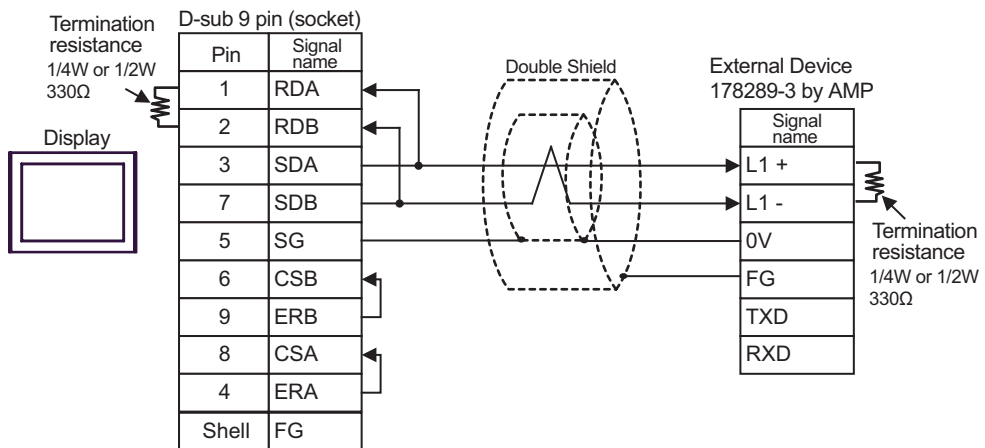 Termination
resistance
1/4W or 1/2W
330Ω
Display
D-sub 9 pin (socket)
Pin Signal name
1 RDA
2 RDB
3 SDA
7 SDB
5 SG
6 CSB
9 ERB
8 CSA
4 ERA
Shell FG
Double Shield
External Device
178289-3 by AMP
Signal
name
L1 +
L1 -
0V
FG
TXD
RXD
Termination
resistance
1/4W or 1/2W
330Ω